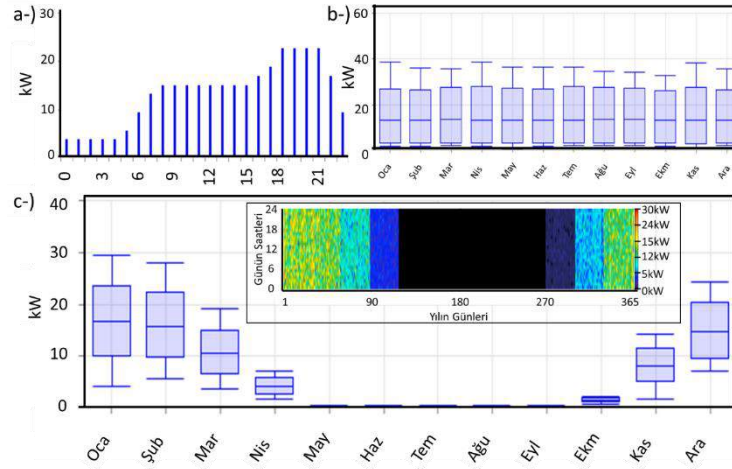 a-)
30
20
10
0
kW
0 3 6 9 12 15 18 21
b-)
60
40
20
0
kW
Oca Şub Mar Nis May Haz Tem Ağu Eyl Ekm Kas Ara
c-)
40
30
20
10
0
kW
Oca Şub Mar Nis May Haz Tem Ağu Eyl Ekm Kas Ara
Günün Saatleri
24
18
12
6
0
1 90 180 270 365
Yılın Günleri
30kW
24kW
15kW
12kW
5kW
0kW